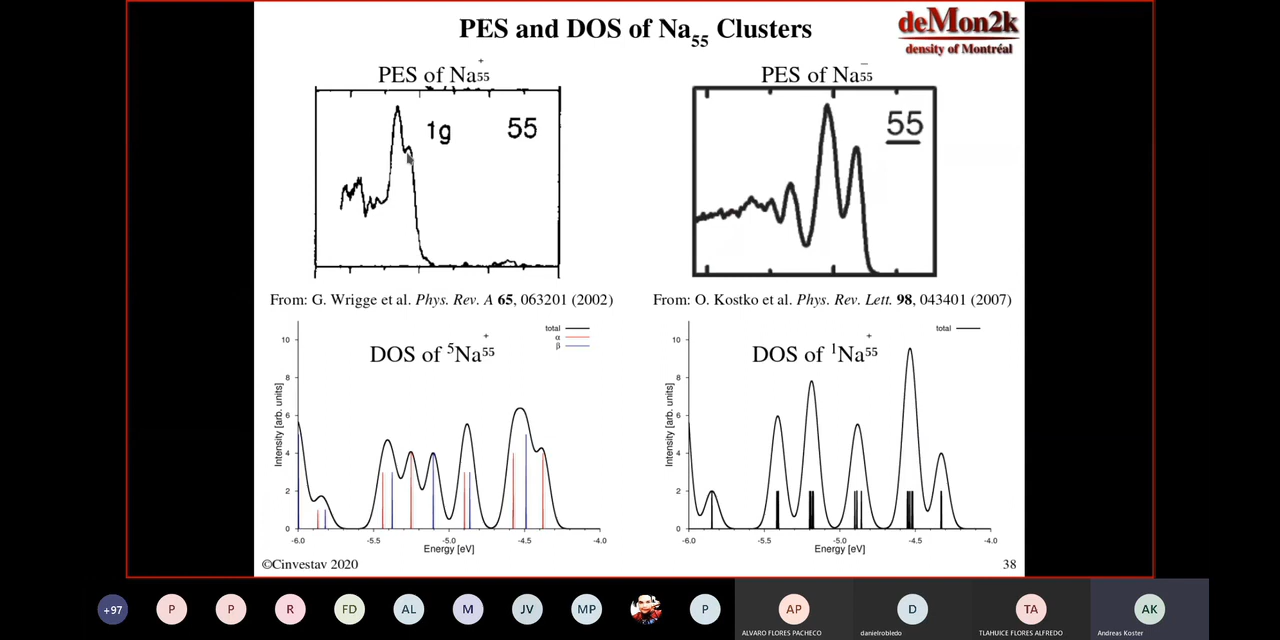 PES and DOS of Na55 Clusters
deMon2k
density of Montréal
PES of Na55+
PES of Na55−
1g
55
55
From: G. Wrigge et al. Phys. Rev. A 65, 063201 (2002)
From: O. Kostko et al. Phys. Rev. Lett. 98, 043401 (2007)
DOS of 5Na55+
total
α
β
10
8
6
4
2
0
Intensity [arb. units]
-6.0 -5.5 -5.0 -4.5 -4.0
Energy [eV]
DOS of 1Na55+
total
10
8
6
4
2
0
Intensity [arb. units]
-6.0 -5.5 -5.0 -4.5 -4.0
Energy [eV]
©Cinvestav 2020
38
+97 P P R FD AL M JV MP P AP D TA AK
ALVARO FLORES PACHECO
danielrobledo
TLAHUICE FLORES ALFREDO
Andreas Koster